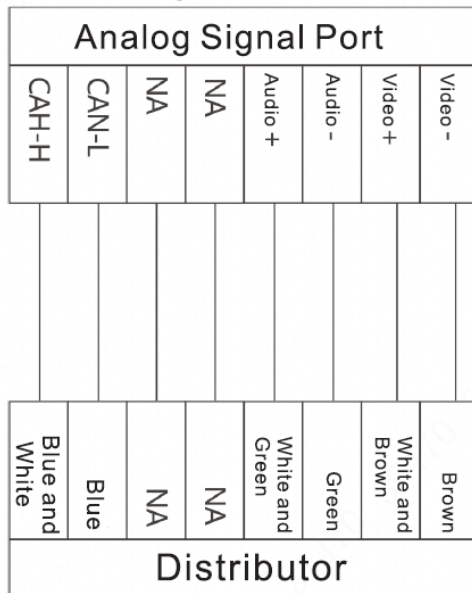 Analog Signal Port
CAH-H
CAN-L
NA
NA
Audio +
Audio -
Video +
Video -
Blue and
White
Blue
NA
NA
White and
Green
Green
White and
Brown
Brown
Distributor